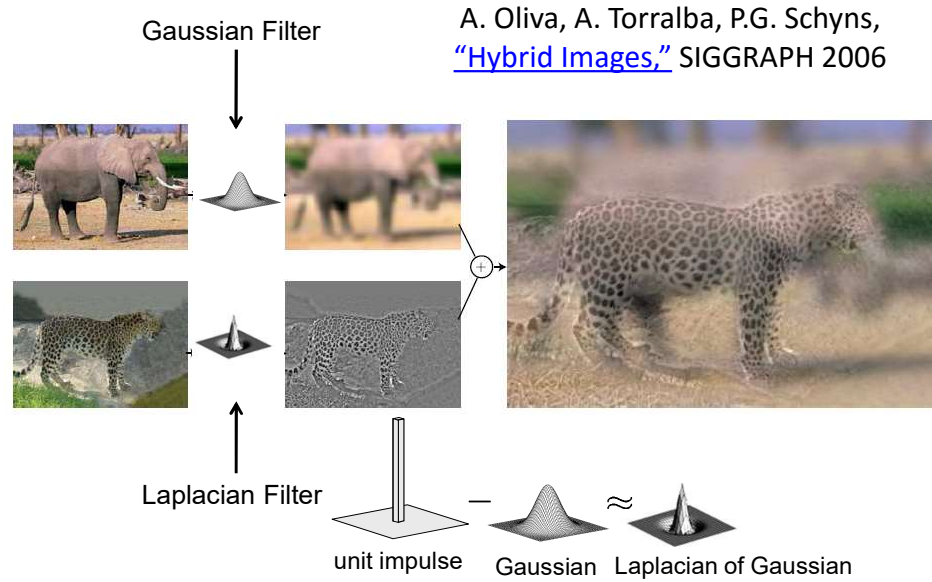 Gaussian Filter
A. Oliva, A. Torralba, P.G. Schyns,
“Hybrid Images,” SIGGRAPH 2006
+
Laplacian Filter
− ≈
unit impulse
Gaussian
Laplacian of Gaussian